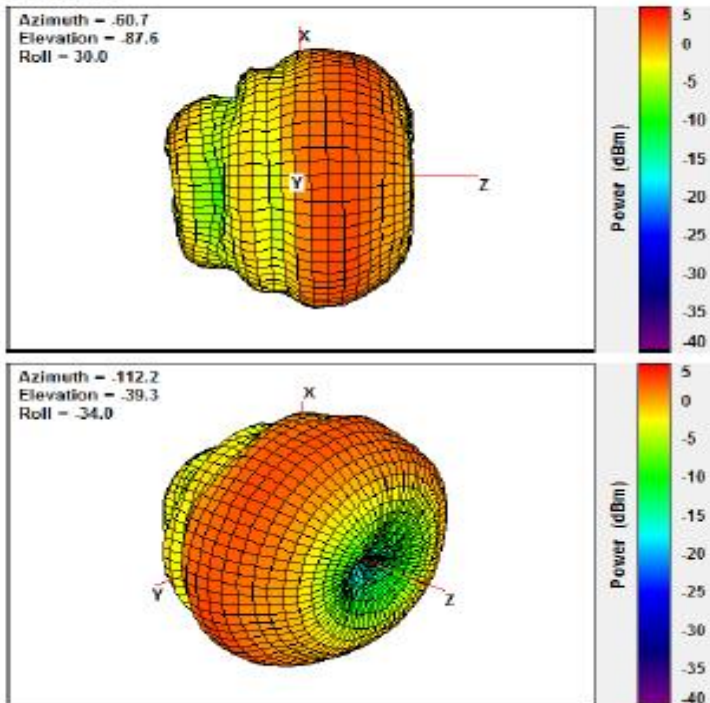 Azimuth = -60.7
Elevation = -87.6
Roll = 30.0
X
Y
Z
Power (dBm)
5
0
-5
-10
-15
-20
-25
-30
-35
-40
Azimuth = -112.2
Elevation = -39.3
Roll = -34.0
X
Y
Z
Power (dBm)
5
0
-5
-10
-15
-20
-25
-30
-35
-40